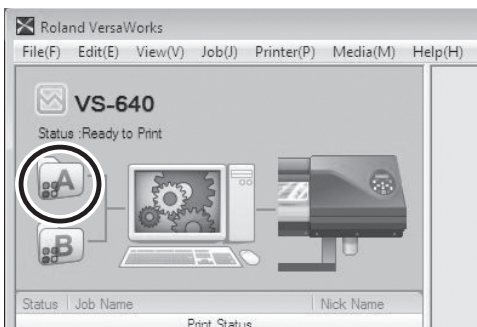 Roland VersaWorks
File(F) Edit(E) View(V) Job(J) Printer(P) Media(M) Help(H)
VS-640
Status :Ready to Print
A
B
Status Job Name Nick Name
Print Status